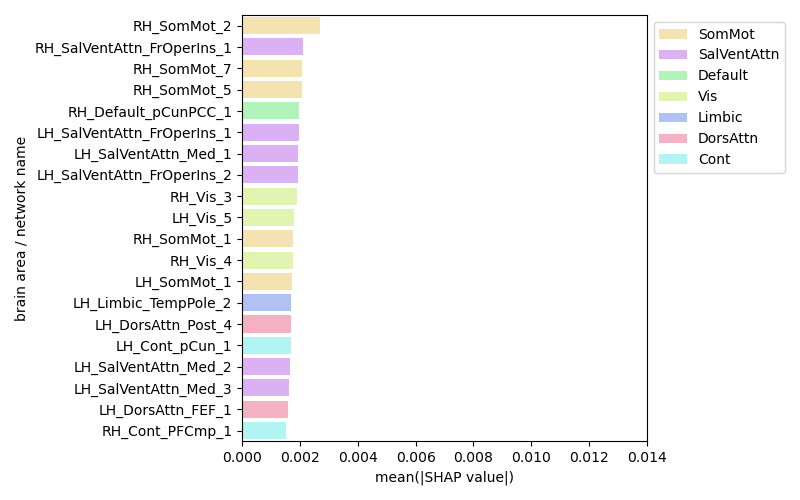 RH_SomMot_2
RH_SalVentAttn_FrOperIns_1
RH_SomMot_7
RH_SomMot_5
RH_Default_pCunPCC_1
LH_SalVentAttn_FrOperIns_1
LH_SalVentAttn_Med_1
LH_SalVentAttn_FrOperIns_2
RH_Vis_3
LH_Vis_5
RH_SomMot_1
RH_Vis_4
LH_SomMot_1
LH_Limbic_TempPole_2
LH_DorsAttn_Post_4
LH_Cont_pCun_1
LH_SalVentAttn_Med_2
LH_SalVentAttn_Med_3
LH_DorsAttn_FEF_1
RH_Cont_PFCmp_1
brain area / network name
0.000 0.002 0.004 0.006 0.008 0.010 0.012 0.014
mean(|SHAP value|)
SomMot
SalVentAttn
Default
Vis
Limbic
DorsAttn
Cont